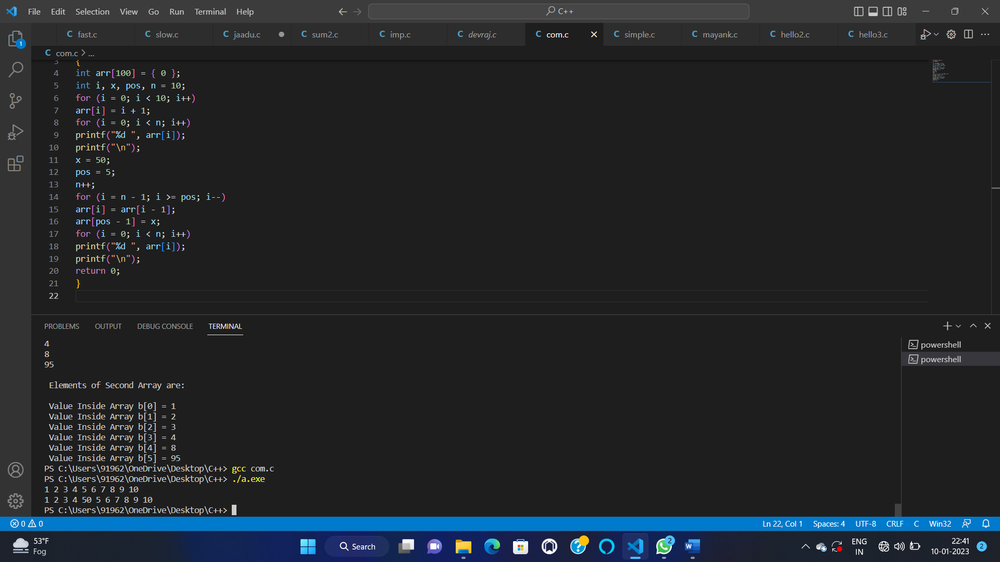 File Edit Selection View Go Run Terminal Help
C++
C fast.c
C slow.c
C jaadu.c
C sum2.c
C imp.c
C devraj.c
C com.c
C simple.c
C mayank.c
C hello2.c
C hello3.c
1
C com.c > ...
3 {
4 int arr[100] = { 0 };
5 int i, x, pos, n = 10;
6 for (i = 0; i < 10; i++)
7 arr[i] = i + 1;
8 for (i = 0; i < n; i++)
9 printf("%d ", arr[i]);
10 printf("\n");
11 x = 50;
12 pos = 5;
13 n++;
14 for (i = n - 1; i >= pos; i--)
15 arr[i] = arr[i - 1];
16 arr[pos - 1] = x;
17 for (i = 0; i < n; i++)
18 printf("%d ", arr[i]);
19 printf("\n");
20 return 0;
21 }
22
PROBLEMS OUTPUT DEBUG CONSOLE TERMINAL
4
8
95
Elements of Second Array are:
Value Inside Array b[0] = 1
Value Inside Array b[1] = 2
Value Inside Array b[2] = 3
Value Inside Array b[3] = 4
Value Inside Array b[4] = 8
Value Inside Array b[5] = 95
PS C:\Users\91962\OneDrive\Desktop\C++> gcc com.c
PS C:\Users\91962\OneDrive\Desktop\C++> ./a.exe
1 2 3 4 5 6 7 8 9 10
1 2 3 4 50 5 6 7 8 9 10
PS C:\Users\91962\OneDrive\Desktop\C++>
powershell
powershell
0 0
Ln 22, Col 1 Spaces: 4 UTF-8 CRLF C Win32
53°F
Fog
Search
2
W
ENG
IN
22:41
10-01-2023
2